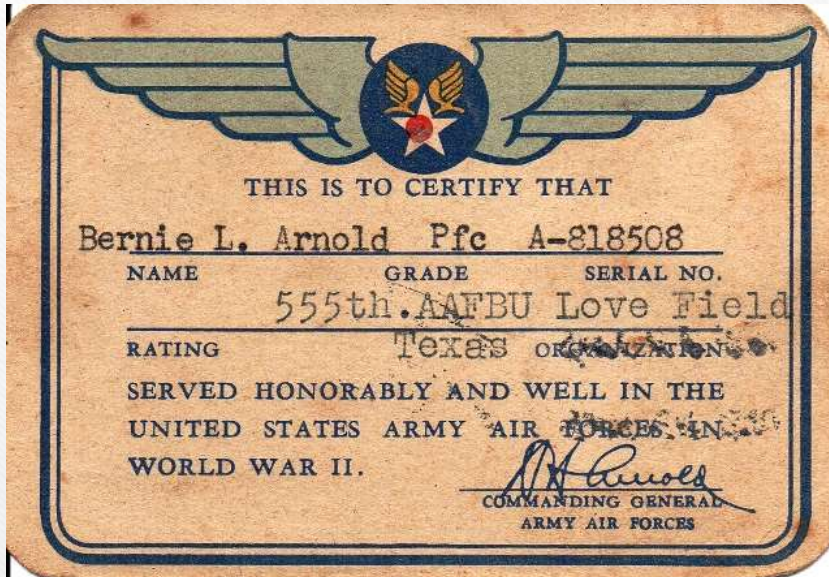 THIS IS TO CERTIFY THAT
Bernie L. Arnold Pfc A-818508
NAME GRADE SERIAL NO.
555th.AAFBU Love Field
RATING Texas ORGANIZATION
SERVED HONORABLY AND WELL IN THE
UNITED STATES ARMY AIR FORCES IN
WORLD WAR II.
H H Arnold
COMMANDING GENERAL
ARMY AIR FORCES